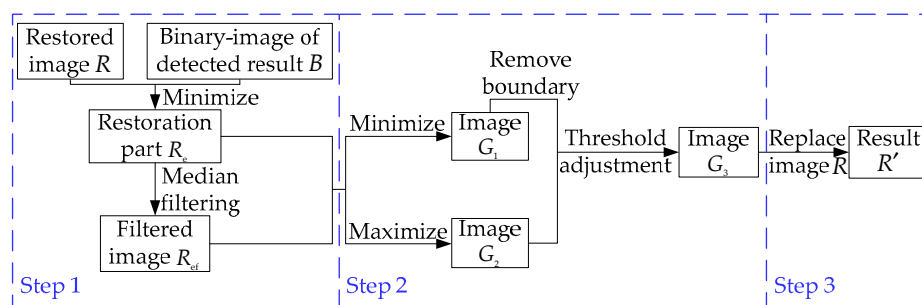 Restored
image R
Binary-image of
detected result B
Minimize
Restoration
part Re
Median
filtering
Filtered
image Ref
Step 1
Minimize
Image
G1
Remove
boundary
Maximize
Image
G2
Threshold
adjustment
Image
G3
Step 2
Replace
image R
Result
R′
Step 3